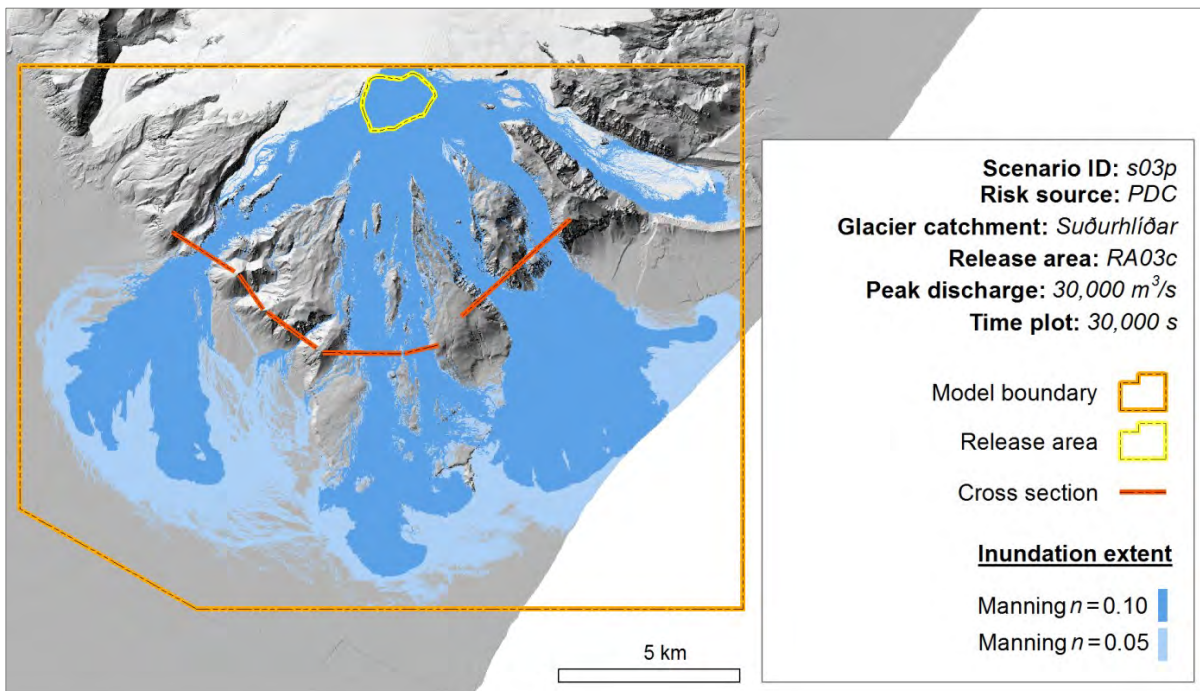 Scenario ID: s03p
Risk source: PDC
Glacier catchment: Suðurhlíðar
Release area: RA03c
Peak discharge: 30,000 m³/s
Time plot: 30,000 s
Model boundary
Release area
Cross section
Inundation extent
Manning n = 0.10
Manning n = 0.05
5 km